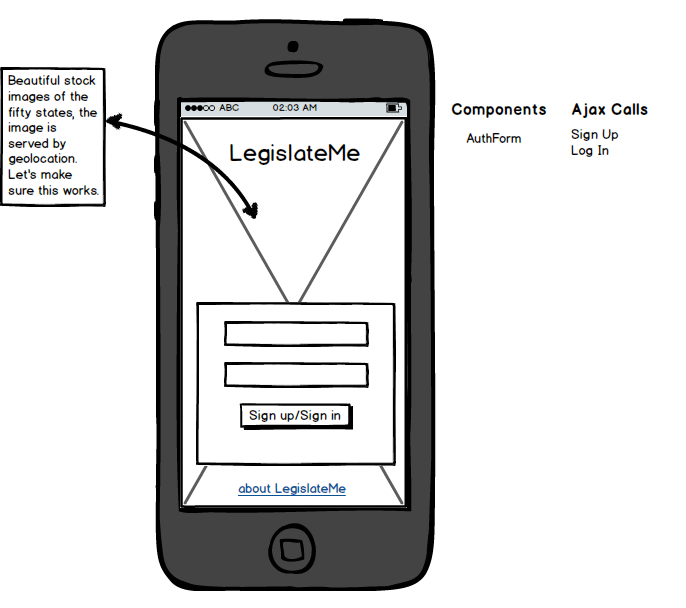 Beautiful stock
images of the
fifty states, the
image is
served by
geolocation.
Let's make
sure this works.
ABC 02:03 AM
LegislateMe
Sign up/Sign in
about LegislateMe
Components
AuthForm
Ajax Calls
Sign Up
Log In